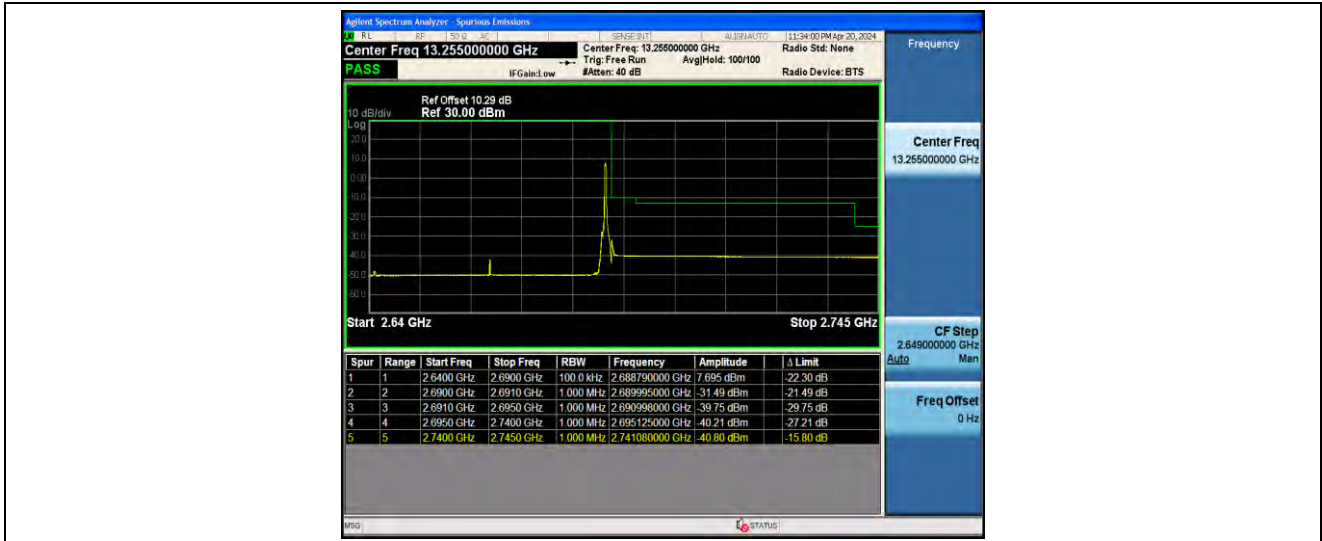 Agilent Spectrum Analyzer - Spurious Emissions
RL RF 50 Ω AC SENSE:INT ALIGNAUTO 11:34:00 PM Apr 20, 2024
Center Freq 13.255000000 GHz Center Freq: 13.255000000 GHz Radio Std: None
Trig: Free Run Avg|Hold: 100/100
PASS IFGain:Low #Atten: 40 dB Radio Device: BTS
Frequency
Ref Offset 10.29 dB
10 dB/div Ref 30.00 dBm
Log
20.0
10.0
0.00
-10.0
-20.0
-30.0
-40.0
-50.0
-60.0
Start 2.64 GHz Stop 2.745 GHz
Center Freq
13.255000000 GHz
CF Step
2.649000000 GHz
Auto Man
Freq Offset
0 Hz
Spur Range Start Freq Stop Freq RBW Frequency Amplitude Δ Limit
1 1 2.6400 GHz 2.6900 GHz 100.0 kHz 2.688790000 GHz 7.695 dBm -22.30 dB
2 2 2.6900 GHz 2.6910 GHz 1.000 MHz 2.689995000 GHz -31.49 dBm -21.49 dB
3 3 2.6910 GHz 2.6950 GHz 1.000 MHz 2.690998000 GHz -39.75 dBm -29.75 dB
4 4 2.6950 GHz 2.7400 GHz 1.000 MHz 2.695125000 GHz -40.21 dBm -27.21 dB
5 5 2.7400 GHz 2.7450 GHz 1.000 MHz 2.741080000 GHz -40.80 dBm -15.80 dB
MSG STATUS